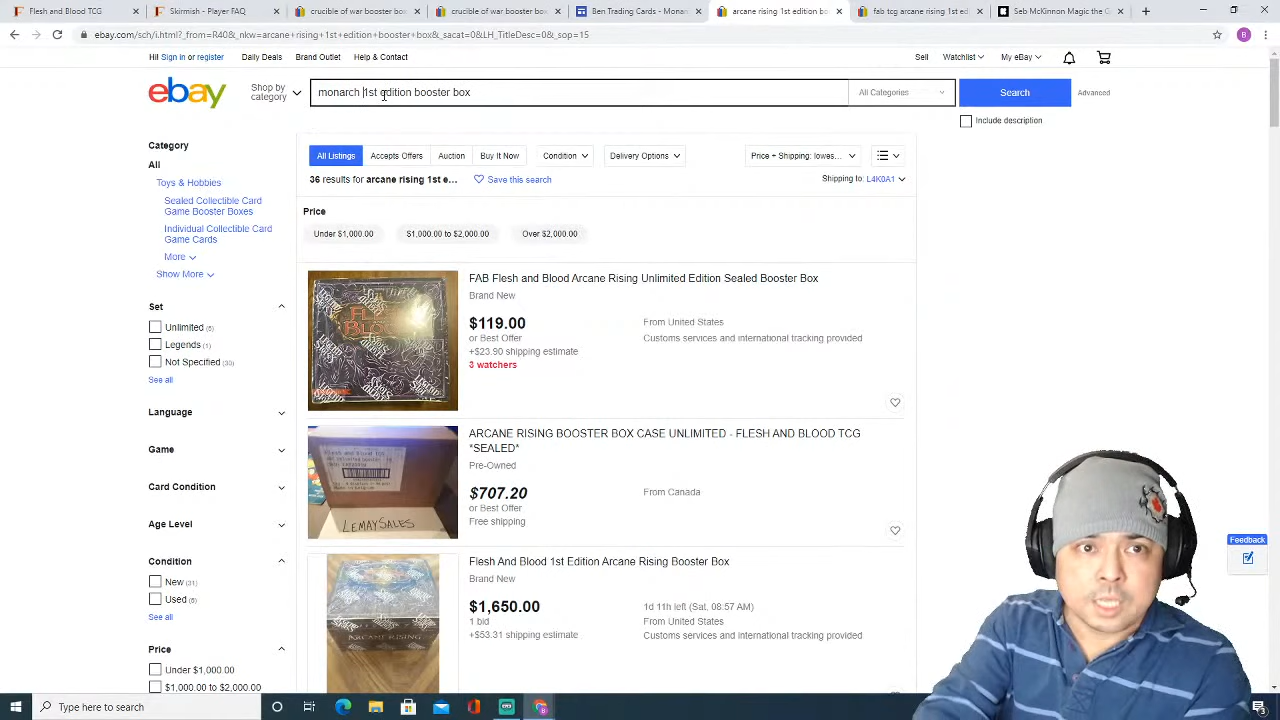 Flesh and Blood TCG
Skirmish - Play FAQ
crucible of war booster box
crucible of war booster box
Ben Trading Cards - Monar
arcane rising 1st edition bo
fab tcg arcane rising 1st ed
Seb McKinnon Magic the G
ebay.com/sch/i.html?_from=R40&_nkw=arcane+rising+1st+edition+booster+box&_sacat=0&LH_TitleDesc=0&_sop=15
B
Hi! Sign in or register
Daily Deals
Brand Outlet
Help & Contact
Sell
Watchlist
My eBay
ebay
Shop by category
monarch 1st edition booster box
All Categories
Search
Advanced
Include description
Category
All
Toys & Hobbies
Sealed Collectible Card
Game Booster Boxes
Individual Collectible Card
Game Cards
More
Show More
Set
Unlimited (6)
Legends (1)
Not Specified (30)
See all
Language
Game
Card Condition
Age Level
Condition
New (31)
Used (6)
See all
Price
Under $1,000.00
$1,000.00 to $2,000.00
All Listings
Accepts Offers
Auction
Buy It Now
Condition
Delivery Options
Price + Shipping: lowes...
36 results for arcane rising 1st e...
Save this search
Shipping to: L4K0A1
Price
Under $1,000.00
$1,000.00 to $2,000.00
Over $2,000.00
FAB Flesh and Blood Arcane Rising Unlimited Edition Sealed Booster Box
Brand New
$119.00
From United States
or Best Offer
Customs services and international tracking provided
+$23.90 shipping estimate
3 watchers
ARCANE RISING BOOSTER BOX CASE UNLIMITED - FLESH AND BLOOD TCG
*SEALED*
Pre-Owned
$707.20
From Canada
or Best Offer
Free shipping
LEMAYSALES
Flesh And Blood 1st Edition Arcane Rising Booster Box
Brand New
$1,650.00
1d 11h left (Sat, 08:57 AM)
1 bid
From United States
+$53.31 shipping estimate
Customs services and international tracking provided
ARCANE RISING
Feedback
Type here to search